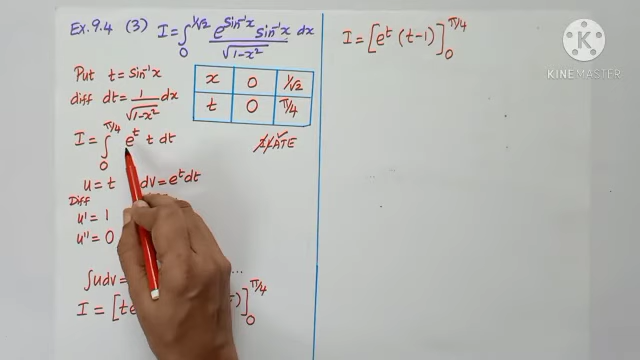 Ex. 9.4 (3) I = ∫₀^{1/√2} e^{sin⁻¹x} sin⁻¹x / √(1-x²) dx
Put t = sin⁻¹x
diff dt = 1/√(1-x²) dx
x 0 1/√2
t 0 π/4
I = ∫₀^{π/4} e^t t dt
ILATE
u = t dv = e^t dt
Diff
u' = 1
u'' = 0
∫udv = ...
I = [te ]₀^{π/4}
I = [e^t (t-1)]₀^{π/4}
KINEMASTER